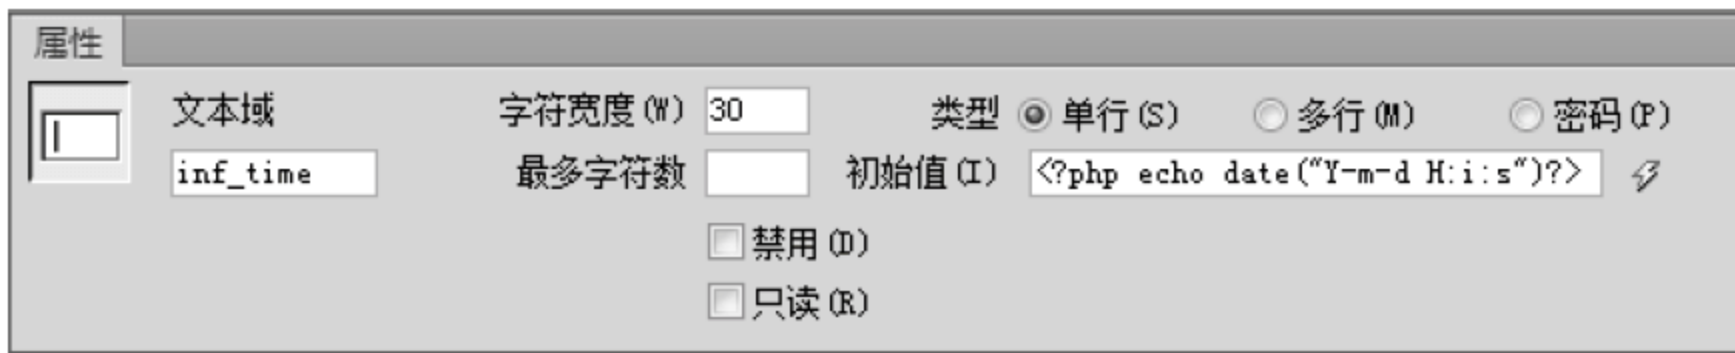 属性
文本域 字符宽度(W) 30 类型 单行(S) 多行(M) 密码(P)
inf_time 最多字符数 初始值(I) <?php echo date("Y-m-d H:i:s")?>
禁用(D)
只读(R)